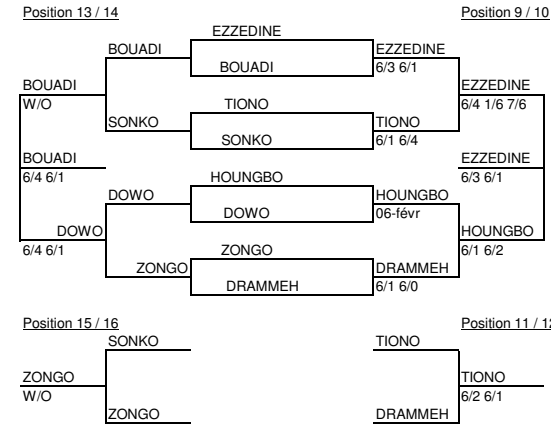 Position 13 / 14
Position 9 / 10
EZZEDINE
BOUADI
EZZEDINE
BOUADI
6/3 6/1
BOUADI
EZZEDINE
W/O
TIONO
6/4 1/6 7/6
SONKO
TIONO
SONKO
6/1 6/4
BOUADI
EZZEDINE
6/4 6/1
HOUNGBO
6/3 6/1
DOWO
HOUNGBO
DOWO
06-févr
DOWO
HOUNGBO
6/4 6/1
ZONGO
6/1 6/2
ZONGO
DRAMMEH
DRAMMEH
6/1 6/0
Position 15 / 16
Position 11 / 12
SONKO
TIONO
ZONGO
TIONO
W/O
6/2 6/1
ZONGO
DRAMMEH